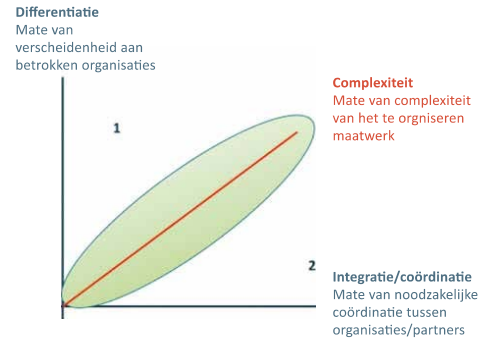 Differentiatie
Mate van
verscheidenheid aan
betrokken organisaties
1
Complexiteit
Mate van complexiteit
van het te orgniseren
maatwerk
2
Integratie/coördinatie
Mate van noodzakelijke
coördinatie tussen
organisaties/partners